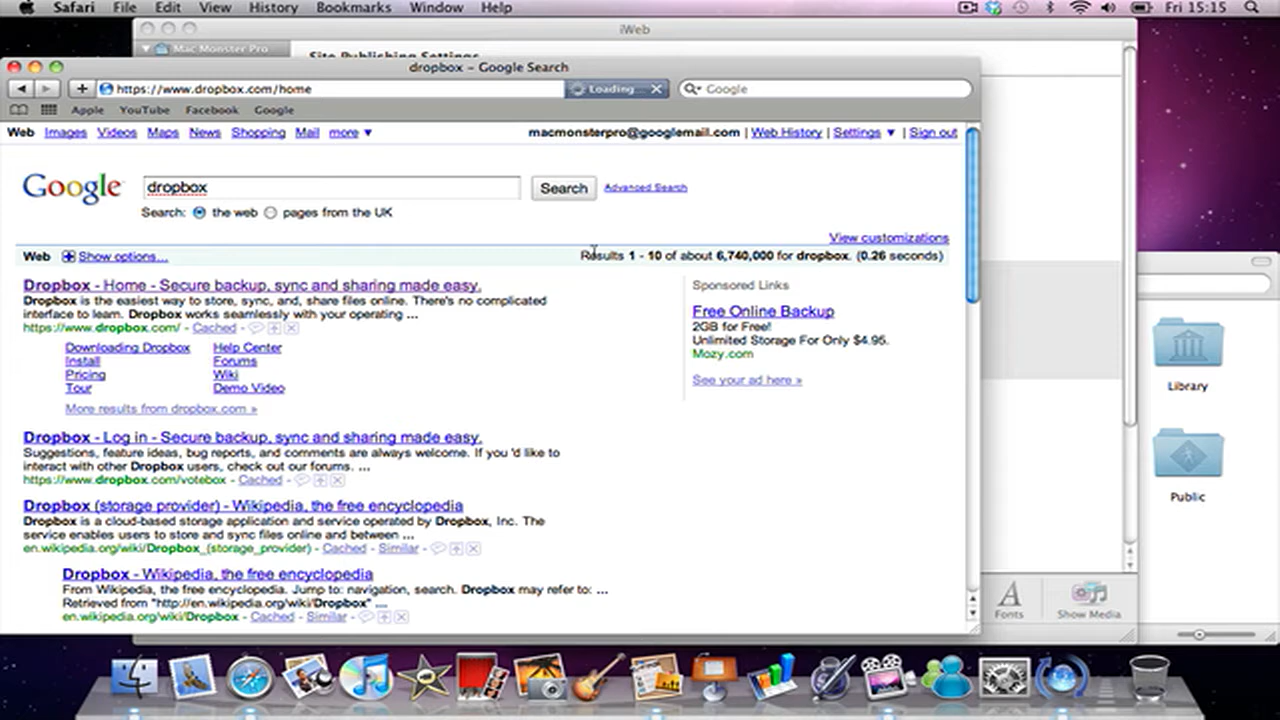 Safari File Edit View History Bookmarks Window Help Fri 15:15
iWeb
Mac Monster Pro Site Publishing Settings
dropbox – Google Search
https://www.dropbox.com/home Loading Google
Apple YouTube Facebook Google
Web Images Videos Maps News Shopping Mail more ▼ macmonsterpro@googlemail.com | Web History | Settings ▼ | Sign out
Google dropbox Search Advanced Search
Search: the web pages from the UK
View customizations
Web Show options... Results 1 - 10 of about 6,740,000 for dropbox. (0.26 seconds)
Dropbox - Home - Secure backup, sync and sharing made easy.
Dropbox is the easiest way to store, sync, and, share files online. There's no complicated
interface to learn. Dropbox works seamlessly with your operating ...
https://www.dropbox.com/ - Cached -
Downloading Dropbox Help Center
Install Forums
Pricing Wiki
Tour Demo Video
More results from dropbox.com »
Sponsored Links
Free Online Backup
2GB for Free!
Unlimited Storage For Only $4.95.
Mozy.com
See your ad here »
Dropbox - Log in - Secure backup, sync and sharing made easy.
Suggestions, feature ideas, bug reports, and comments are always welcome. If you 'd like to
interact with other Dropbox users, check out our forums. ...
https://www.dropbox.com/votebox - Cached -
Dropbox (storage provider) - Wikipedia, the free encyclopedia
Dropbox is a cloud-based storage application and service operated by Dropbox, Inc. The
service enables users to store and sync files online and between ...
en.wikipedia.org/wiki/Dropbox_(storage_provider) - Cached - Similar -
Dropbox - Wikipedia, the free encyclopedia
From Wikipedia, the free encyclopedia. Jump to: navigation, search. Dropbox may refer to: ...
Retrieved from "http://en.wikipedia.org/wiki/Dropbox" ...
en.wikipedia.org/wiki/Dropbox - Cached - Similar -
Library
Public
Fonts Show Media